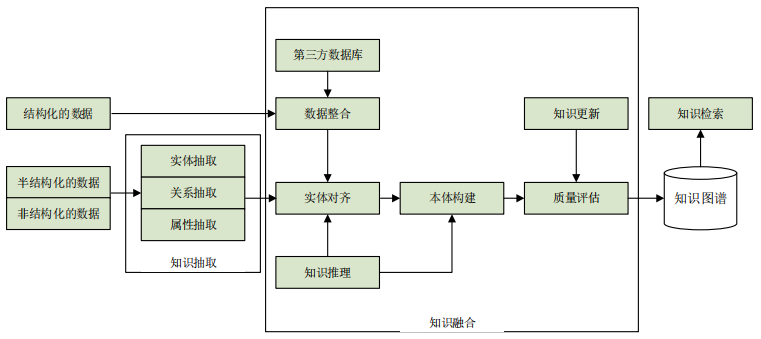 第三方数据库
结构化的数据
数据整合
知识更新
知识检索
实体抽取
半结构化的数据
关系抽取
非结构化的数据
属性抽取
知识抽取
实体对齐
本体构建
质量评估
知识图谱
知识推理
知识融合